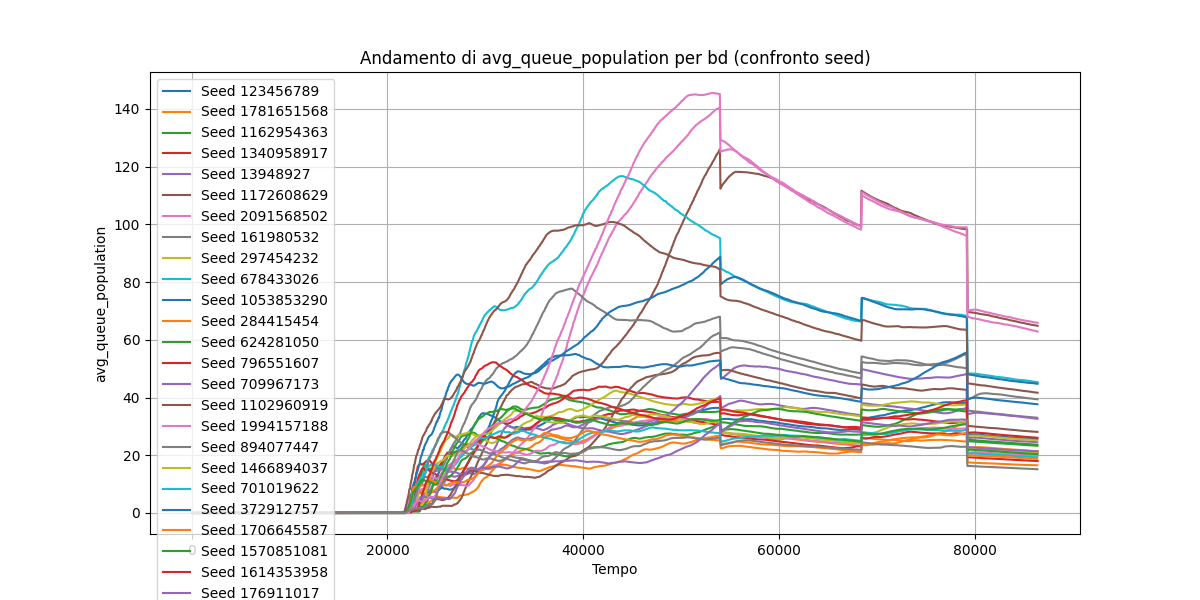 Andamento di avg_queue_population per bd (confronto seed)
avg_queue_population
140
120
100
80
60
40
20
0
Seed 123456789
Seed 1781651568
Seed 1162954363
Seed 1340958917
Seed 13948927
Seed 1172608629
Seed 2091568502
Seed 161980532
Seed 297454232
Seed 678433026
Seed 1053853290
Seed 284415454
Seed 624281050
Seed 796551607
Seed 709967173
Seed 1102960919
Seed 1994157188
Seed 894077447
Seed 1466894037
Seed 701019622
Seed 372912757
Seed 1706645587
Seed 1570851081
Seed 1614353958
Seed 176911017
0
20000
40000
60000
80000
Tempo